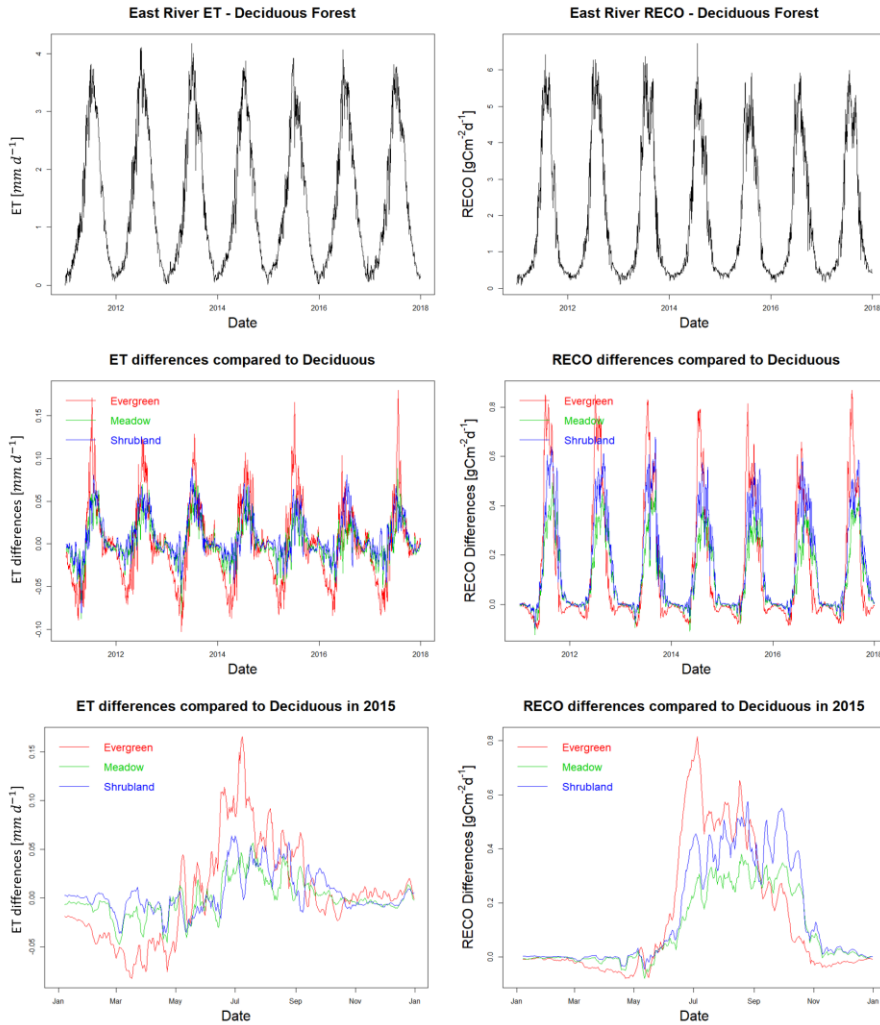 East River ET - Deciduous Forest
ET [mm d−1]
4
3
2
1
0
2012
2014
2016
2018
Date
East River RECO - Deciduous Forest
RECO [gCm-2d-1]
6
5
4
3
2
1
0
2012
2014
2016
2018
Date
ET differences compared to Deciduous
ET differences [mm d−1]
0.15
0.10
0.05
0.00
-0.05
-0.10
Evergreen
Meadow
Shrubland
2012
2014
2016
2018
Date
RECO differences compared to Deciduous
RECO Differences [gCm-2d-1]
0.8
0.6
0.4
0.2
0.0
Evergreen
Meadow
Shrubland
2012
2014
2016
2018
Date
ET differences compared to Deciduous in 2015
ET differences [mm d−1]
0.15
0.10
0.05
0.00
-0.05
Evergreen
Meadow
Shrubland
Jan
Mar
May
Jul
Sep
Nov
Jan
Date
RECO differences compared to Deciduous in 2015
RECO Differences [gCm-2d-1]
0.8
0.6
0.4
0.2
0.0
Evergreen
Meadow
Shrubland
Jan
Mar
May
Jul
Sep
Nov
Jan
Date